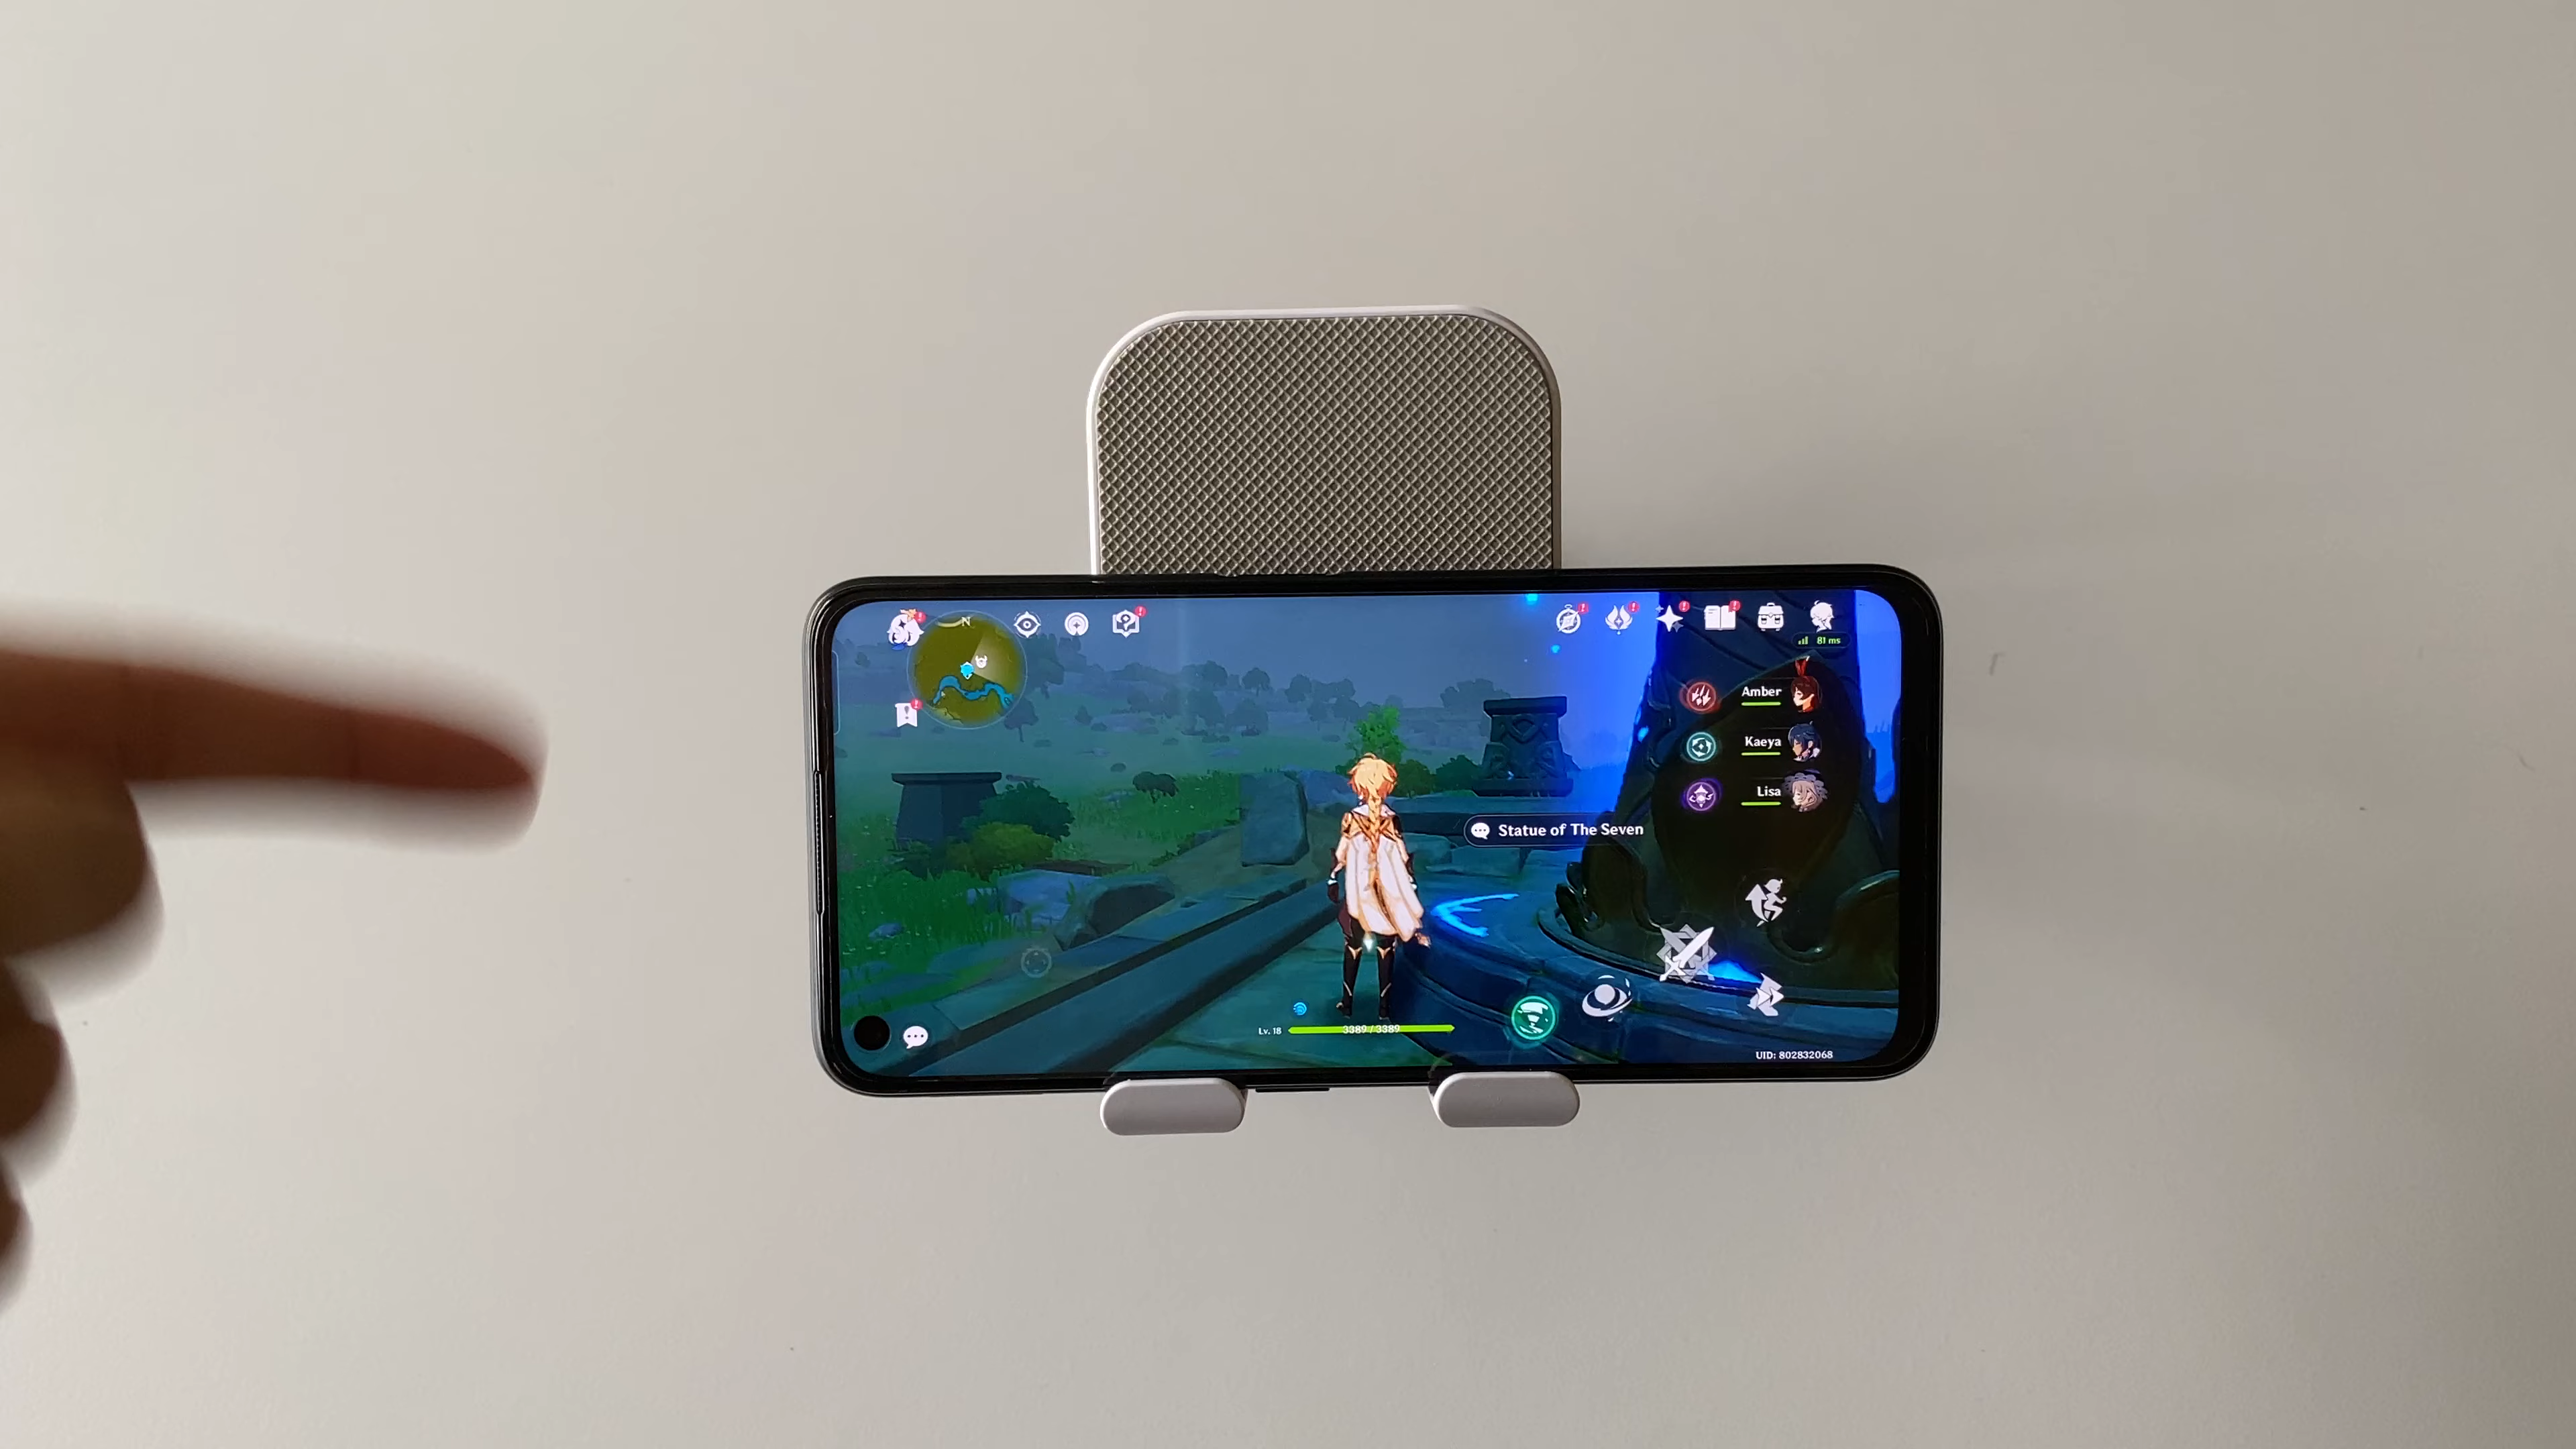 N
81 ms
Amber
Kaeya
Lisa
Statue of The Seven
Lv. 18
3389 / 3389
UID: 802832068